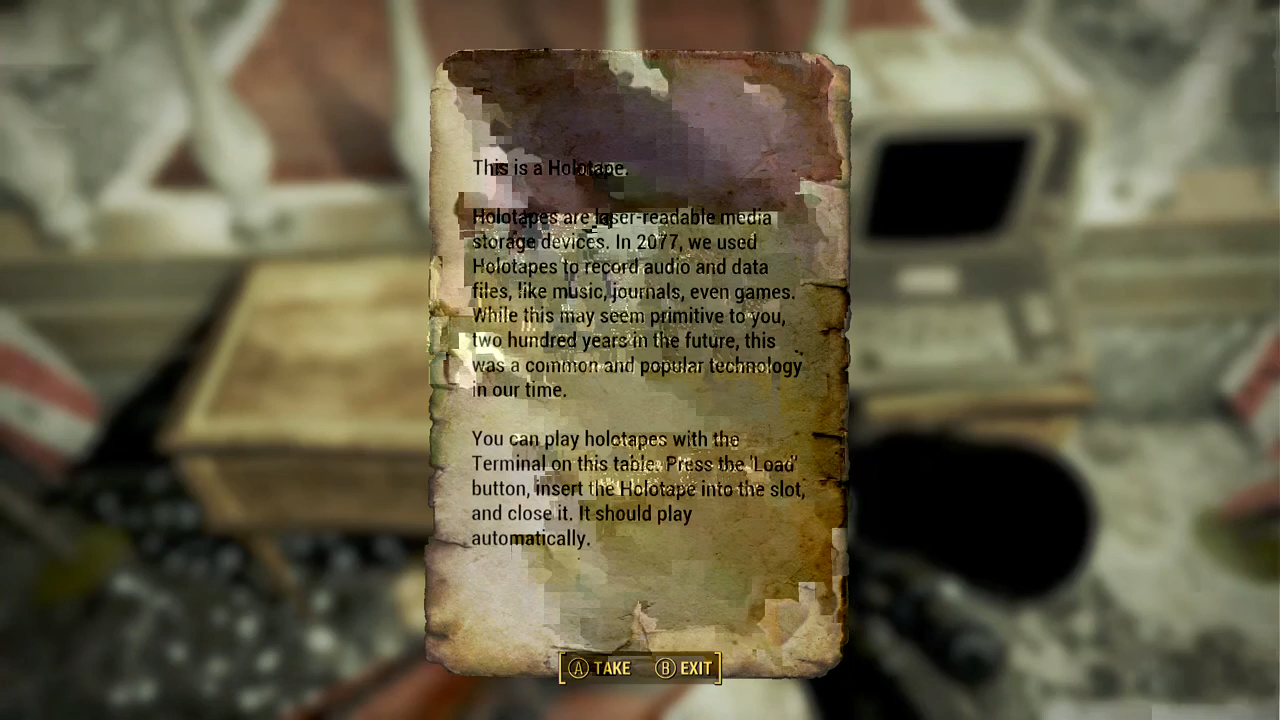 This is a Holotape.
Holotapes are laser-readable media
storage devices. In 2077, we used
Holotapes to record audio and data
files, like music, journals, even games.
While this may seem primitive to you,
two hundred years in the future, this
was a common and popular technology
in our time.
You can play holotapes with the
Terminal on this table. Press the 'Load'
button, insert the Holotape into the slot,
and close it. It should play
automatically.
A TAKE B EXIT